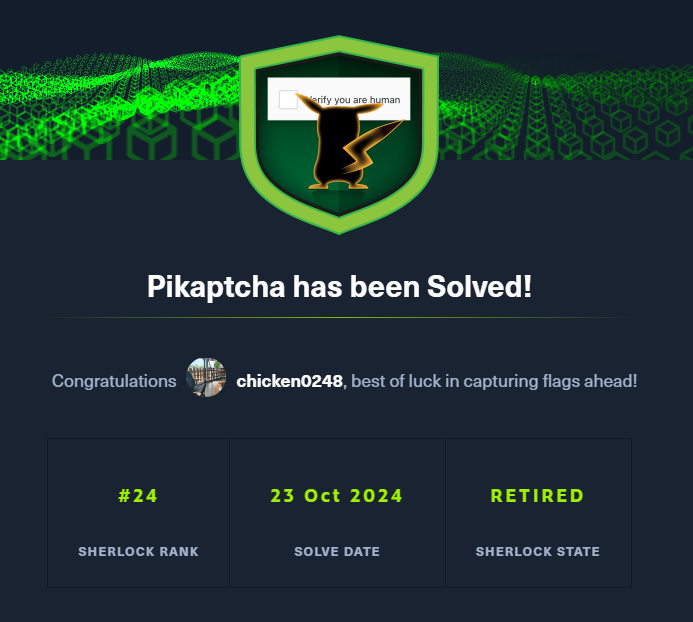 Verify you are human
Pikaptcha has been Solved!
Congratulations chicken0248, best of luck in capturing flags ahead!
#24 23 Oct 2024 RETIRED
SHERLOCK RANK SOLVE DATE SHERLOCK STATE